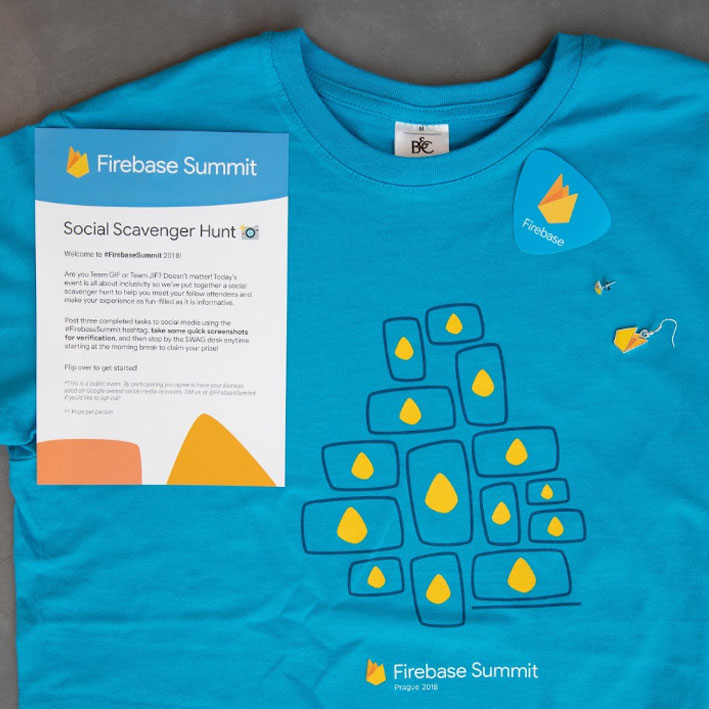 Firebase Summit
Social Scavenger Hunt
Welcome to #FirebaseSummit 2018!
Are you Team GIF or Team JIF? Doesn't matter! Today's
event is all about inclusivity so we've put together a social
scavenger hunt to help you meet your fellow attendees and
make your experience as fun-filled as it is informative.
Post three completed tasks to social media using the
#FirebaseSummit hashtag, take some quick screenshots
for verification, and then stop by the SWAG desk anytime
starting at the morning break to claim your prize!
Flip over to get started!
*This is a public event. By participating you agree to have your likeness
used on Google owned social media accounts. DM us at @FirebaseSummit
if you'd like to opt out!
*1 Prize per person
M
B&C
Firebase
Firebase Summit
Prague 2018